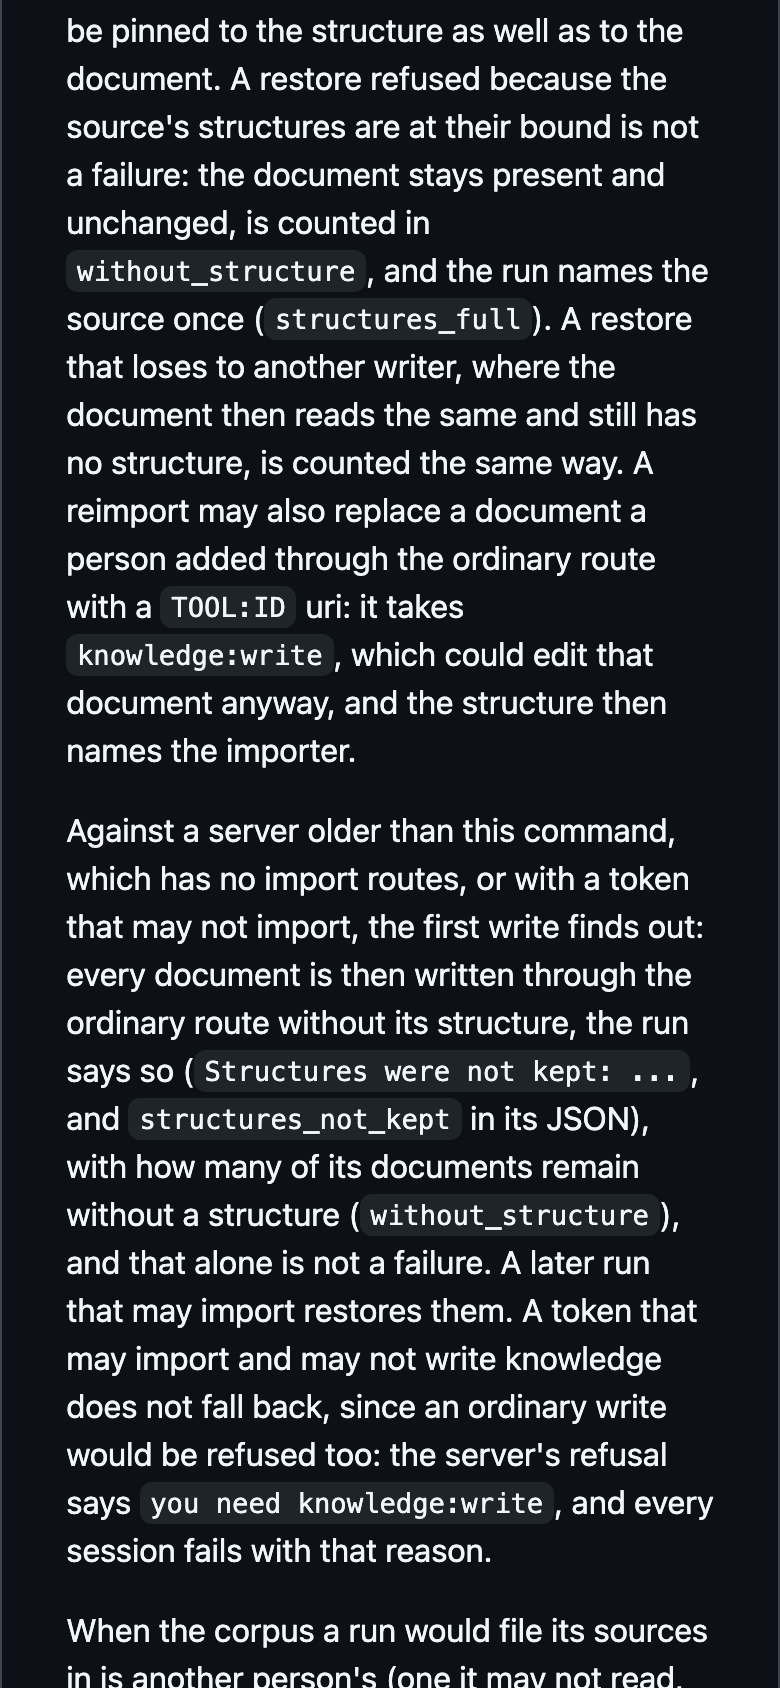 be pinned to the structure as well as to the
document. A restore refused because the
source's structures are at their bound is not
a failure: the document stays present and
unchanged, is counted in
without_structure, and the run names the
source once (structures_full). A restore
that loses to another writer, where the
document then reads the same and still has
no structure, is counted the same way. A
reimport may also replace a document a
person added through the ordinary route
with a TOOL:ID uri: it takes
knowledge:write, which could edit that
document anyway, and the structure then
names the importer.
Against a server older than this command,
which has no import routes, or with a token
that may not import, the first write finds out:
every document is then written through the
ordinary route without its structure, the run
says so (Structures were not kept: ...,
and structures_not_kept in its JSON),
with how many of its documents remain
without a structure (without_structure),
and that alone is not a failure. A later run
that may import restores them. A token that
may import and may not write knowledge
does not fall back, since an ordinary write
would be refused too: the server's refusal
says you need knowledge:write, and every
session fails with that reason.
When the corpus a run would file its sources
in is another person's (one it may not read,